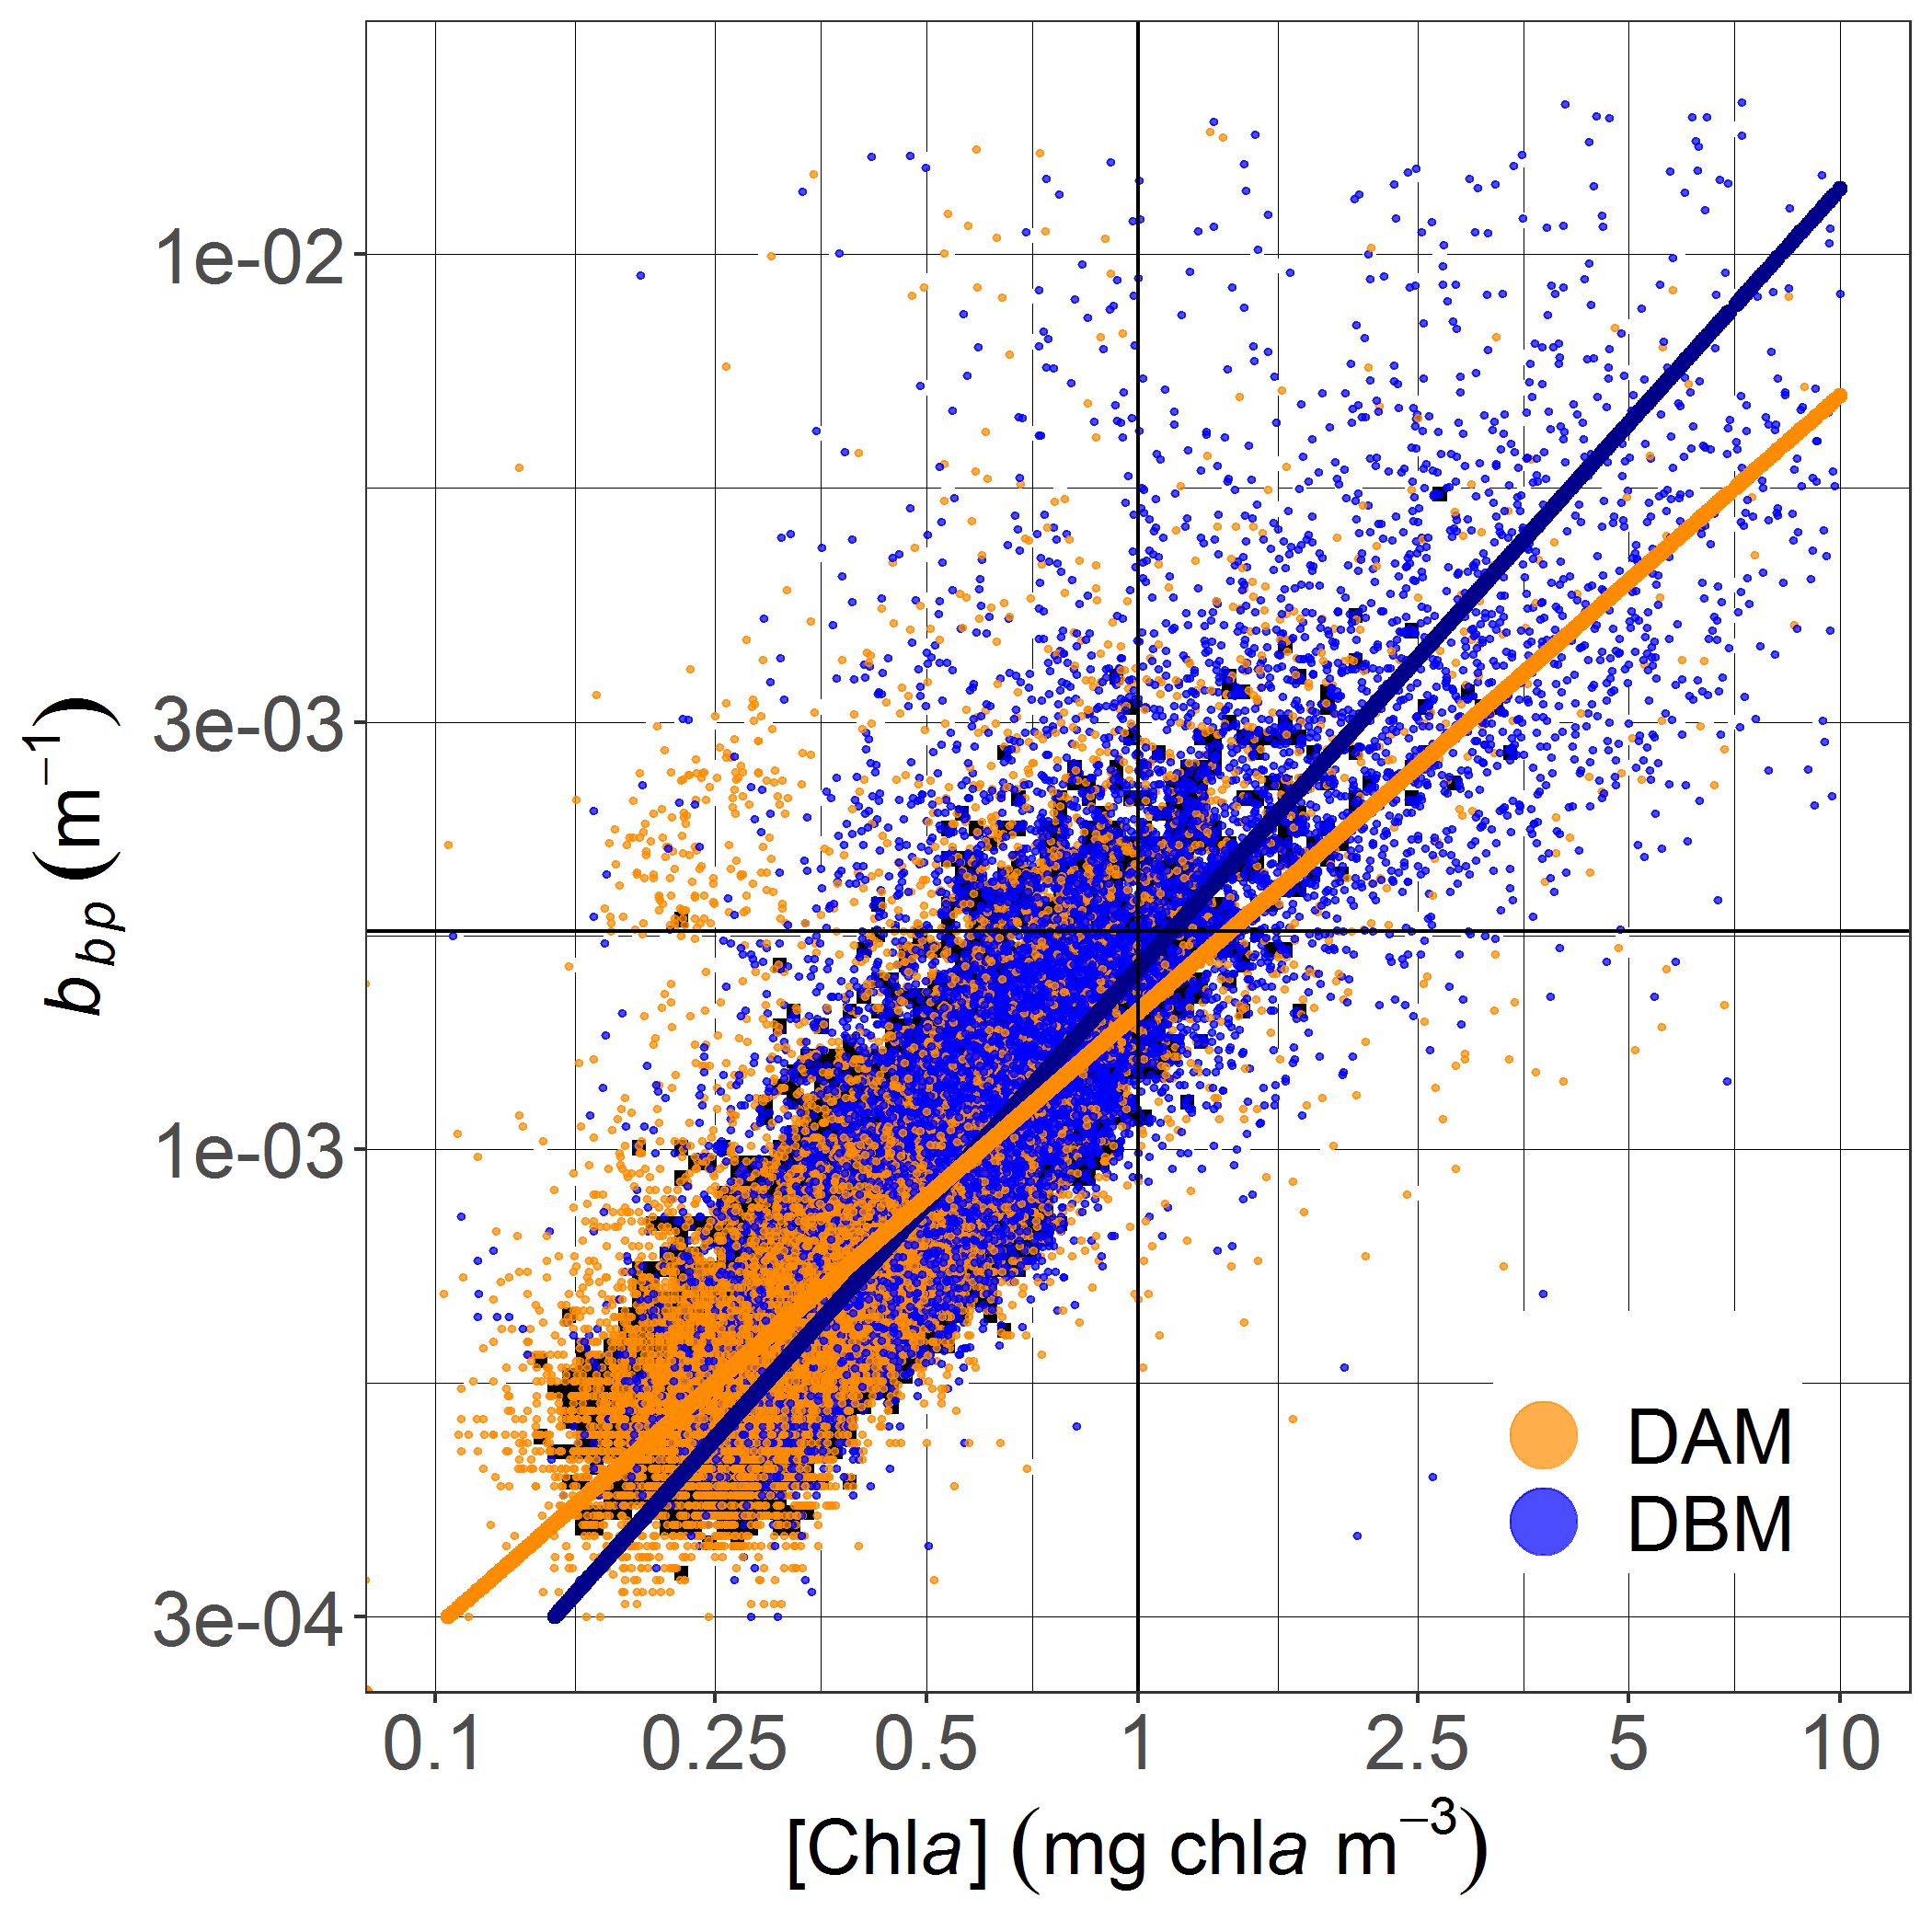 1e-02
3e-03
1e-03
3e-04
b_bp (m⁻¹)
0.1 0.25 0.5 1 2.5 5 10
[Chla] (mg chla m⁻³)
DAM
DBM